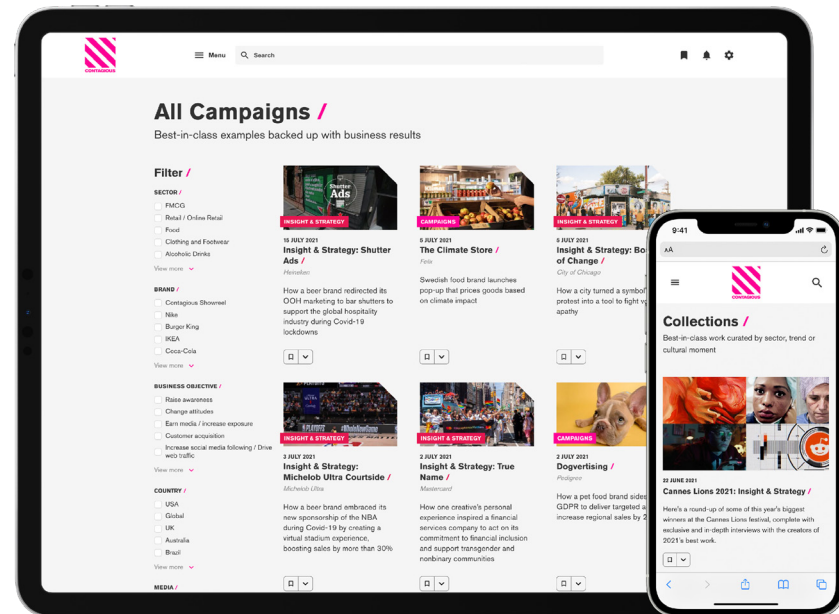 CONTAGIOUS
Menu
Search
All Campaigns /
Best-in-class examples backed up with business results
Filter /
SECTOR /
FMCG
Retail / Online Retail
Food
Clothing and Footwear
Alcoholic Drinks
View more
BRAND /
Contagious Showreel
Nike
Burger King
IKEA
Coca-Cola
View more
BUSINESS OBJECTIVE /
Raise awareness
Change attitudes
Earn media / increase exposure
Customer acquisition
Increase social media following / Drive
web traffic
View more
COUNTRY /
USA
Global
UK
Australia
Brazil
View more
MEDIA /
Shutter
Ads
INSIGHT & STRATEGY
15 JULY 2021
Insight & Strategy: Shutter
Ads /
Heineken
How a beer brand redirected its
OOH marketing to bar shutters to
support the global hospitality
industry during Covid-19
lockdowns
CAMPAIGNS
5 JULY 2021
The Climate Store /
Felix
Swedish food brand launches
pop-up that prices goods based
on climate impact
INSIGHT & STRATEGY
5 JULY 2021
Insight & Strategy: Bo
of Change /
City of Chicago
How a city turned a symbol
protest into a tool to fight vo
apathy
ULTRA
INSIGHT & STRATEGY
3 JULY 2021
Insight & Strategy:
Michelob Ultra Courtside /
Michelob Ultra
How a beer brand embraced its
new sponsorship of the NBA
during Covid-19 by creating a
virtual stadium experience,
boosting sales by more than 30%
INSIGHT & STRATEGY
2 JULY 2021
Insight & Strategy: True
Name /
Mastercard
How one creative's personal
experience inspired a financial
services company to act on its
commitment to financial inclusion
and support transgender and
nonbinary communities
CAMPAIGNS
2 JULY 2021
Dogvertising /
Pedigree
How a pet food brand sides
GDPR to deliver targeted a
increase regional sales by 2
9:41
AA
CONTAGIOUS
Collections /
Best-in-class work curated by sector, trend or
cultural moment
22 JUNE 2021
Cannes Lions 2021: Insight & Strategy /
Here's a round-up of some of this year's biggest
winners at the Cannes Lions festival, complete with
exclusive and in-depth interviews with the creators of
2021's best work.